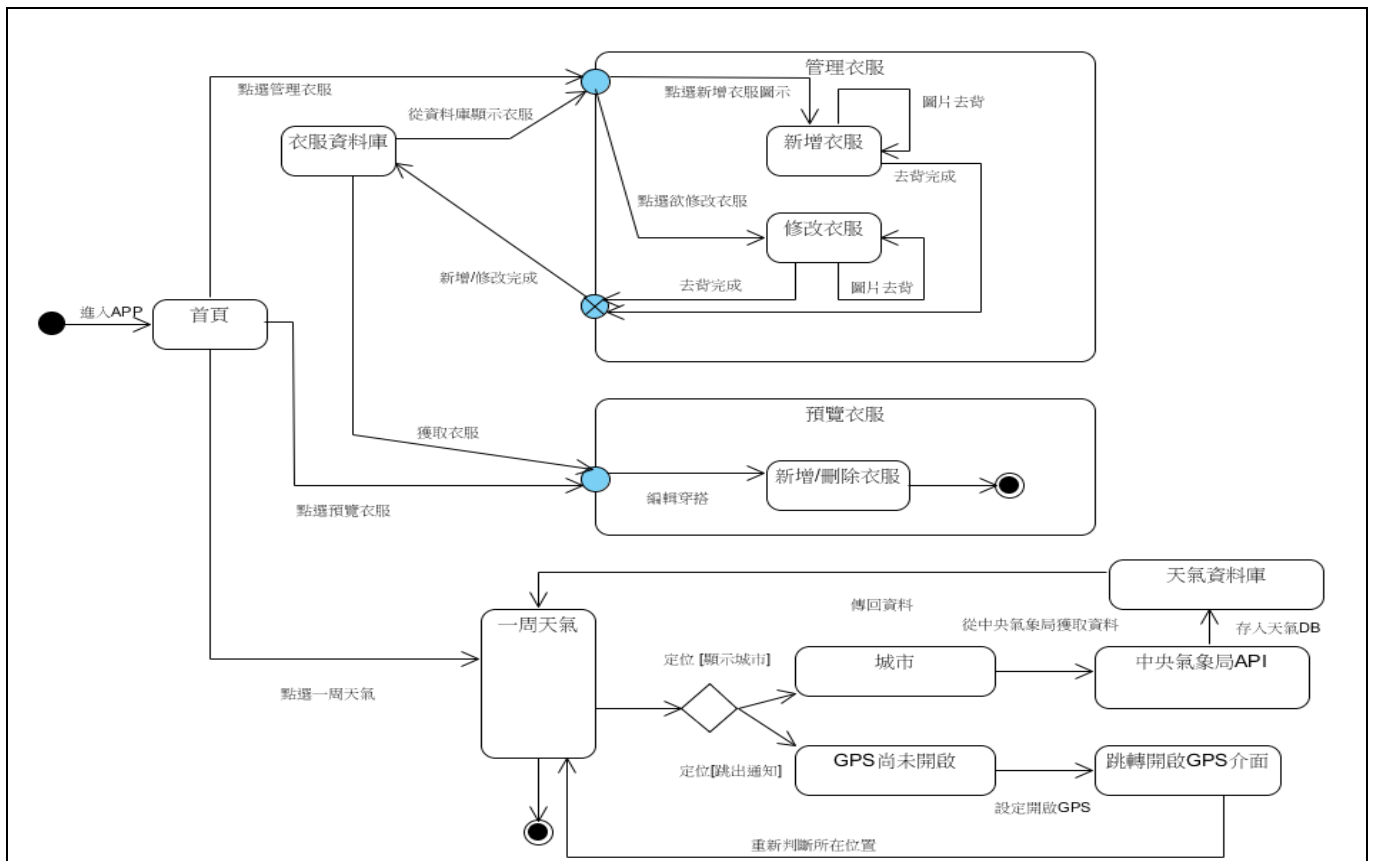 管理衣服
點選管理衣服
點選新增衣服圖示
圖片去背
從資料庫顯示衣服
衣服資料庫
新增衣服
去背完成
點選欲修改衣服
修改衣服
新增/修改完成
去背完成
圖片去背
進入APP
首頁
預覽衣服
獲取衣服
新增/刪除衣服
編輯穿搭
點選預覽衣服
天氣資料庫
傳回資料
一周天氣
從中央氣象局獲取資料
存入天氣DB
定位 [顯示城市]
城市
中央氣象局API
點選一周天氣
定位[跳出通知]
GPS尚未開啟
跳轉開啟GPS介面
設定開啟GPS
重新判斷所在位置